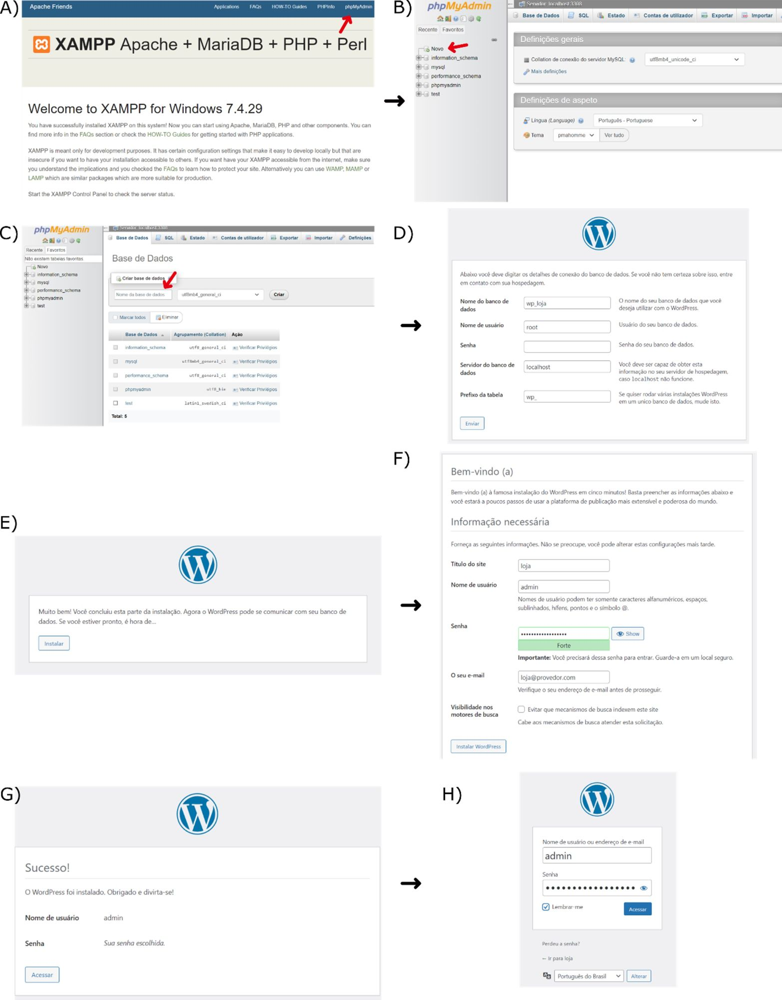 A)
Apache Friends
Applications FAQs HOW-TO Guides PHPInfo phpMyAdmin
XAMPP Apache + MariaDB + PHP + Perl
Welcome to XAMPP for Windows 7.4.29
You have successfully installed XAMPP on this system! Now you can start using Apache, MariaDB, PHP and other components. You can
find more info in the FAQs section or check the HOW-TO Guides for getting started with PHP applications.
XAMPP is meant only for development purposes. It has certain configuration settings that make it easy to develop locally but that are
insecure if you want to have your installation accessible to others. If you want have your XAMPP accessible from the internet, make sure
you understand the implications and you checked the FAQs to learn how to protect your site. Alternatively you can use WAMP, MAMP or
LAMP which are similar packages which are more suitable for production.
Start the XAMPP Control Panel to check the server status.
B)
phpMyAdmin
Recente Favoritos
Novo
information_schema
mysql
performance_schema
phpmyadmin
test
Servidor: localhost:3308
Base de Dados SQL Estado Contas de utilizador Exportar Importar
Definições gerais
Collation de conexão do servidor MySQL: utf8mb4_unicode_ci
Mais definições
Definições de aspeto
Língua (Language) Português - Portuguese
Tema pmahomme Ver tudo
C)
phpMyAdmin
Recente Favoritos
Não existem tabelas favoritas.
Novo
information_schema
mysql
performance_schema
phpmyadmin
test
Servidor: localhost:3308
Base de Dados SQL Estado Contas de utilizador Exportar Importar Definições
Base de Dados
Criar base de dados
Nome da base de dados utf8mb4_general_ci Criar
Marcar todos Eliminar
Base de Dados Agrupamento (Collation) Ação
information_schema utf8_general_ci Verificar Privilégios
mysql utf8mb4_general_ci Verificar Privilégios
performance_schema utf8_general_ci Verificar Privilégios
phpmyadmin utf8_bin Verificar Privilégios
test latin1_swedish_ci Verificar Privilégios
Total: 5
D)
Abaixo você deve digitar os detalhes de conexão do banco de dados. Se você não tem certeza sobre isso, entre
em contato com sua hospedagem.
Nome do banco de
dados
wp_loja
O nome do seu banco de dados que você
deseja utilizar com o WordPress.
Nome de usuário
root
Usuário do seu banco de dados.
Senha
Senha do seu banco de dados.
Servidor do banco de
dados
localhost
Você deve ser capaz de obter esta
informação no seu servidor de hospedagem,
caso localhost não funcione.
Prefixo da tabela
wp_
Se quiser rodar várias instalações WordPress
em um unico banco de dados, mude isto.
Enviar
E)
Muito bem! Você concluiu esta parte da instalação. Agora o WordPress pode se comunicar com seu banco de
dados. Se você estiver pronto, é hora de...
Instalar
F)
Bem-vindo (a)
Bem-vindo (a) à famosa instalação do WordPress em cinco minutos! Basta preencher as informações abaixo e
você estará a poucos passos de usar a plataforma de publicação mais extensível e poderosa do mundo.
Informação necessária
Forneça as seguintes informações. Não se preocupe, você pode alterar estas configurações mais tarde.
Título do site
loja
Nome de usuário
admin
Nomes de usuário podem ter somente caracteres alfanuméricos, espaços,
sublinhados, hífens, pontos e o símbolo @.
Senha
Show
Forte
Importante: Você precisará dessa senha para entrar. Guarde-a em um local seguro.
O seu e-mail
loja@provedor.com
Verifique o seu endereço de e-mail antes de prosseguir.
Visibilidade nos
motores de busca
Evitar que mecanismos de busca indexem este site
Cabe aos mecanismos de busca atender esta solicitação.
Instalar WordPress
G)
Sucesso!
O WordPress foi instalado. Obrigado e divirta-se!
Nome de usuário admin
Senha Sua senha escolhida.
Acessar
H)
Nome de usuário ou endereço de e-mail
admin
Senha
Lembrar-me Acessar
Perdeu a senha?
← Ir para loja
Português do Brasil Alterar